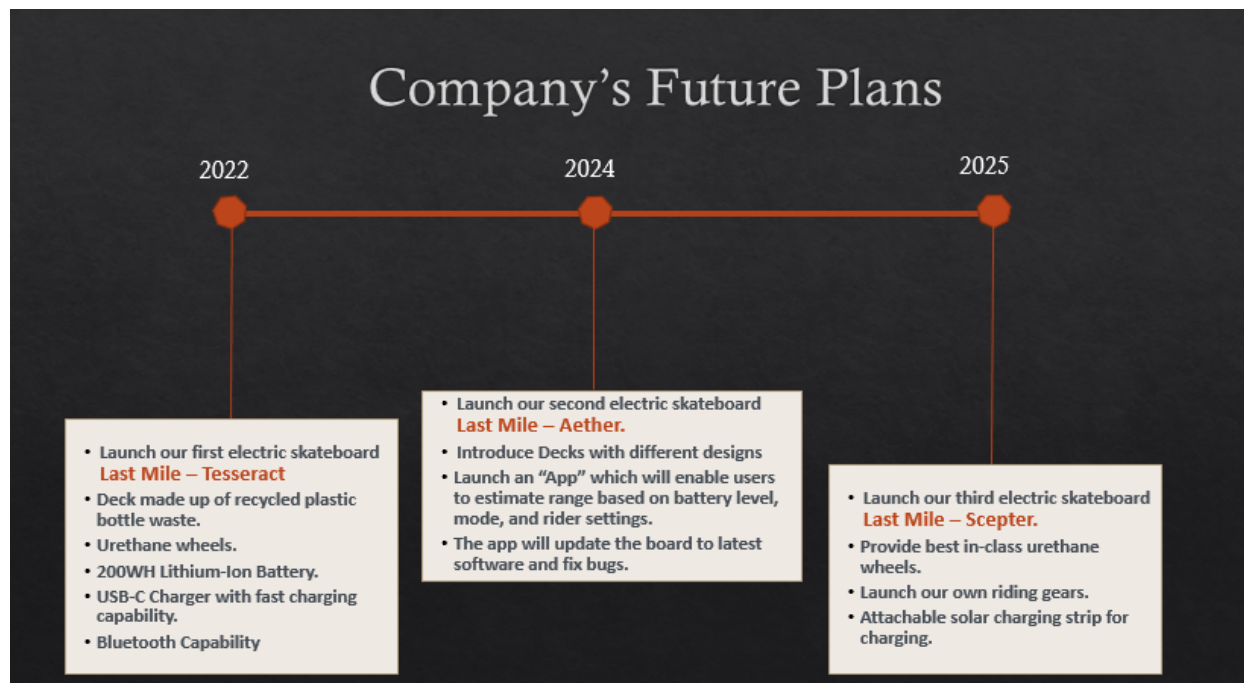 Company’s Future Plans
2022
2024
2025
• Launch our first electric skateboard
Last Mile – Tesseract
• Deck made up of recycled plastic
bottle waste.
• Urethane wheels.
• 200WH Lithium-Ion Battery.
• USB-C Charger with fast charging
capability.
• Bluetooth Capability
• Launch our second electric skateboard
Last Mile – Aether.
• Introduce Decks with different designs
• Launch an “App” which will enable users
to estimate range based on battery level,
mode, and rider settings.
• The app will update the board to latest
software and fix bugs.
• Launch our third electric skateboard
Last Mile – Scepter.
• Provide best in-class urethane
wheels.
• Launch our own riding gears.
• Attachable solar charging strip for
charging.